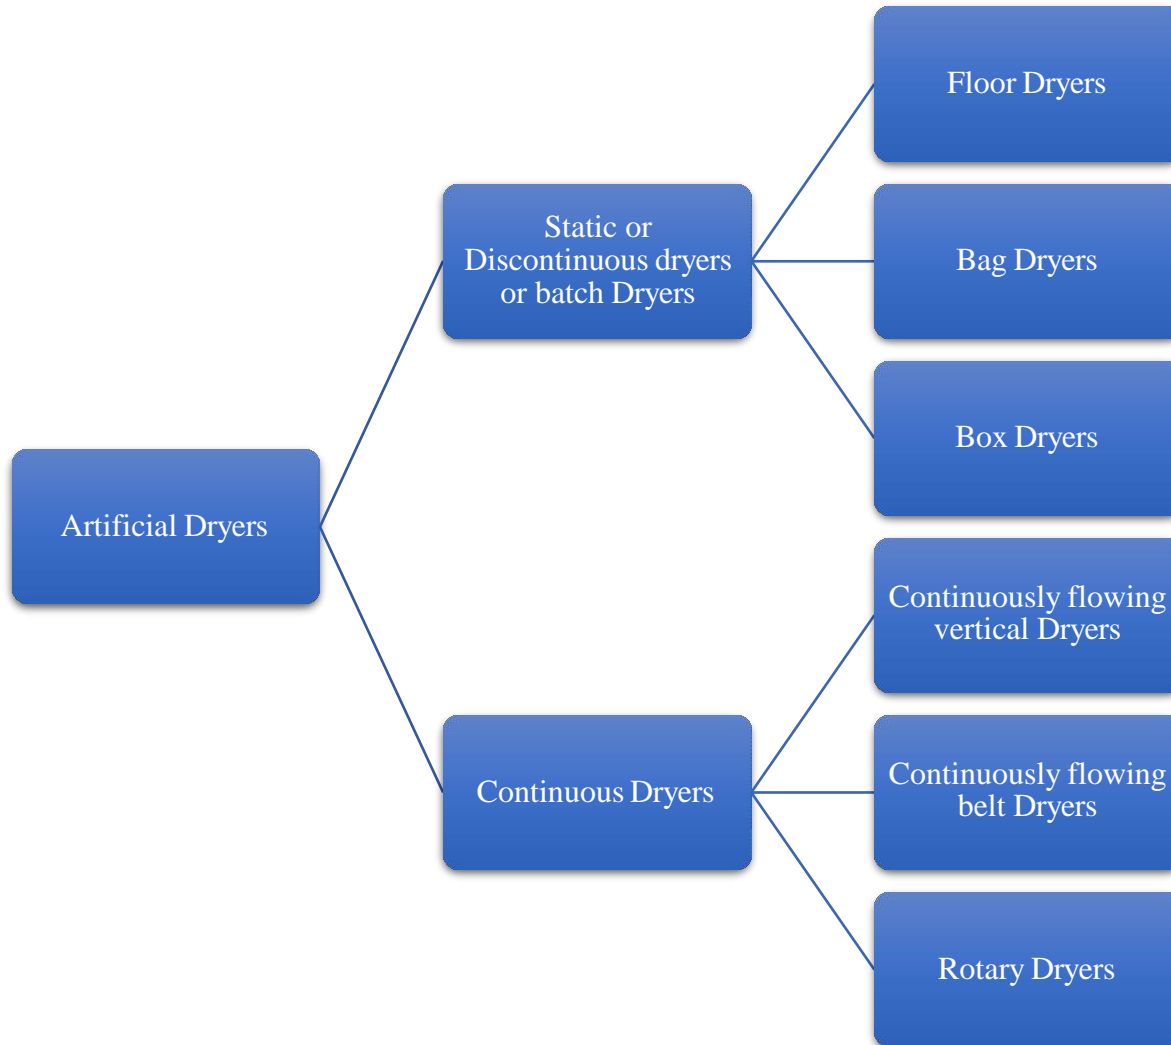 Artificial Dryers
Static or
Discontinuous dryers
or batch Dryers
Floor Dryers
Bag Dryers
Box Dryers
Continuous Dryers
Continuously flowing
vertical Dryers
Continuously flowing
belt Dryers
Rotary Dryers